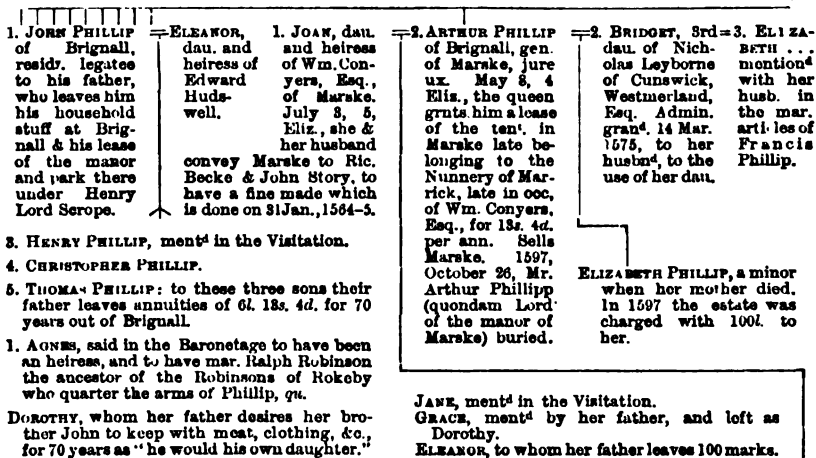 1. JOHN PHILLIP
of Brignall,
residy. legatee
to his father,
who leaves him
his household
stuff at Brig-
nall & his lease
of the manor
and park there
under Henry
Lord Scrope.
=ELEANOR,
dau. and
heiress of
Edward
Huds-
well.
1. JOAN, dau.
and heiress
of Wm. Con-
yers, Esq.,
of Marske.
July 3, 5,
Eliz., she &
her husband
convey Marske to Ric.
Becke & John Story, to
have a fine made which
is done on 31 Jan., 1564-5.
=2. ARTHUR PHILLIP
of Brignall, gen.
of Marske, jure
ux. May 8, 4
Eliz., the queen
grnts. him a lease
of the tent. in
Marske late be-
longing to the
Nunnery of Mar-
rick, late in occ,
of Wm. Conyers,
Esq., for 13s. 4d.
per ann. Sells
Marske. 1597,
October 26, Mr.
Arthur Phillipp
(quondam Lord
of the manor of
Marske) buried.
=2. BRIDGET, 3rd
dau. of Nich-
olas Leyborne
of Cunswick,
Westmerland,
Esq. Admin.
grand. 14 Mar.
1575, to her
husbnd, to the
use of her dau.
=3. ELIZA-
BETH ...
mentiond
with her
husb. in
the mar.
articles of
Francis
Phillip.
3. HENRY PHILLIP, mentd in the Visitation.
4. CHRISTOPHER PHILLIP.
5. THOMAS PHILLIP: to these three sons their
father leaves annuities of 6l. 13s. 4d. for 70
years out of Brignall.
1. AGNES, said in the Baronetage to have been
an heiress, and to have mar. Ralph Robinson
the ancestor of the Robinsons of Rokeby
who quarter the arms of Phillip, qu.
DOROTHY, whom her father desires her bro-
ther John to keep with meat, clothing, &c.,
for 70 years as "he would his own daughter."
ELIZABETH PHILLIP, a minor
when her mother died.
In 1597 the estate was
charged with 100l. to
her.
JANE, mentd in the Visitation.
GRACE, mentd by her father, and left as
Dorothy.
ELEANOR, to whom her father leaves 100 marks.